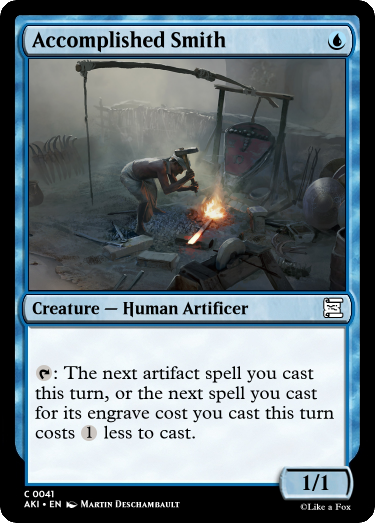 Accomplished Smith
Creature — Human Artificer
: The next artifact spell you cast
this turn, or the next spell you cast
for its engrave cost you cast this turn
costs 1 less to cast.
1/1
C 0041
AKI • EN Martin Deschambault
©Like a Fox